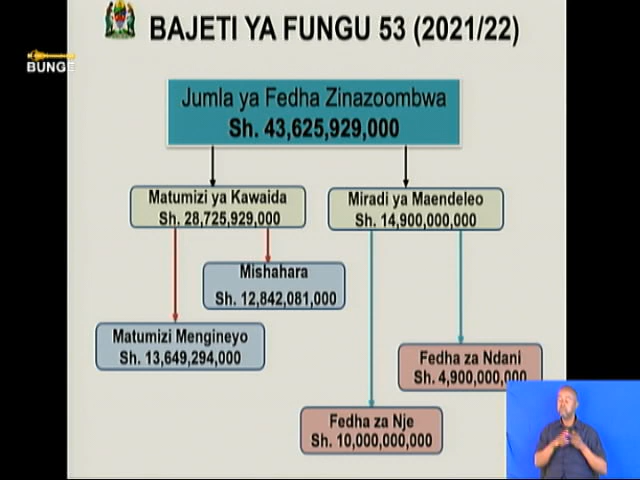 BAJETI YA FUNGU 53 (2021/22)
BUNGE
Jumla ya Fedha Zinazoombwa
Sh. 43,625,929,000
Matumizi ya Kawaida
Sh. 28,725,929,000
Miradi ya Maendeleo
Sh. 14,900,000,000
Mishahara
Sh. 12,842,081,000
Matumizi Mengineyo
Sh. 13,649,294,000
Fedha za Ndani
Sh. 4,900,000,000
Fedha za Nje
Sh. 10,000,000,000